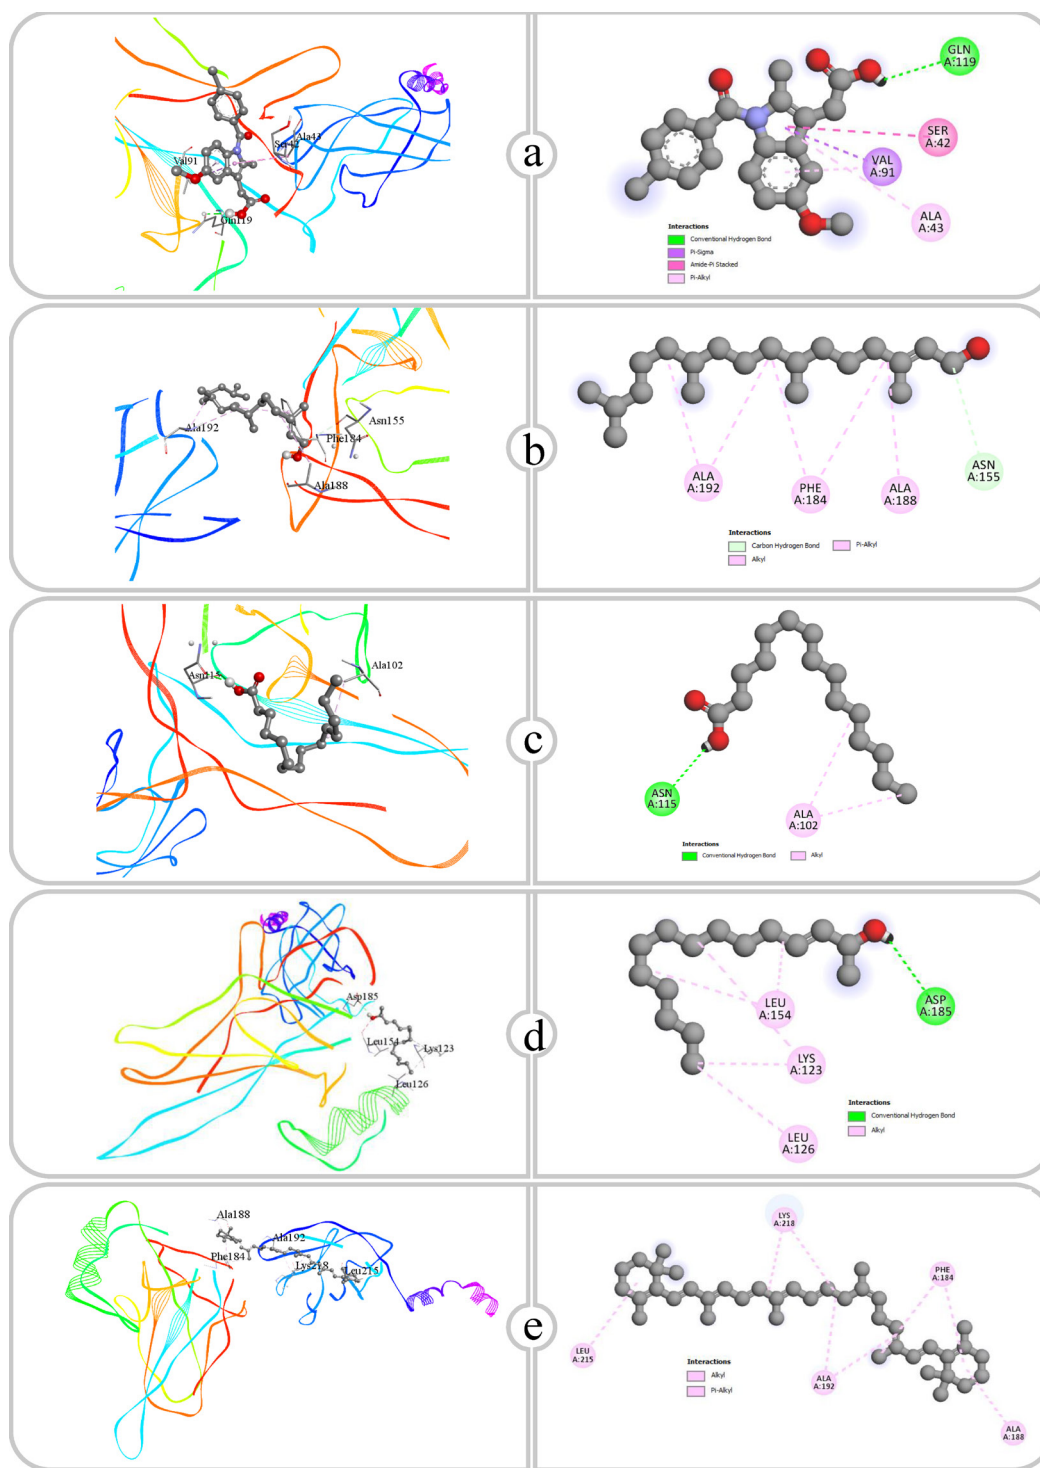 Ala43
Ser42
Val91
Gln119
a
GLN
A:119
SER
A:42
VAL
A:91
ALA
A:43
Interactions
Conventional Hydrogen Bond
Pi-Sigma
Amide-Pi Stacked
Pi-Alkyl
Ala192
Asn155
Phe184
Ala188
b
ALA
A:192
PHE
A:184
ALA
A:188
ASN
A:155
Interactions
Carbon Hydrogen Bond
Pi-Alkyl
Alkyl
Asn115
Ala102
c
ASN
A:115
ALA
A:102
Interactions
Conventional Hydrogen Bond
Alkyl
Asp185
Leu154
Lys123
Leu126
d
LEU
A:154
ASP
A:185
LYS
A:123
LEU
A:126
Interactions
Conventional Hydrogen Bond
Alkyl
Ala188
Ala192
Phe184
Lys218
Leu215
e
LYS
A:218
PHE
A:184
LEU
A:215
ALA
A:192
ALA
A:188
Interactions
Alkyl
Pi-Alkyl